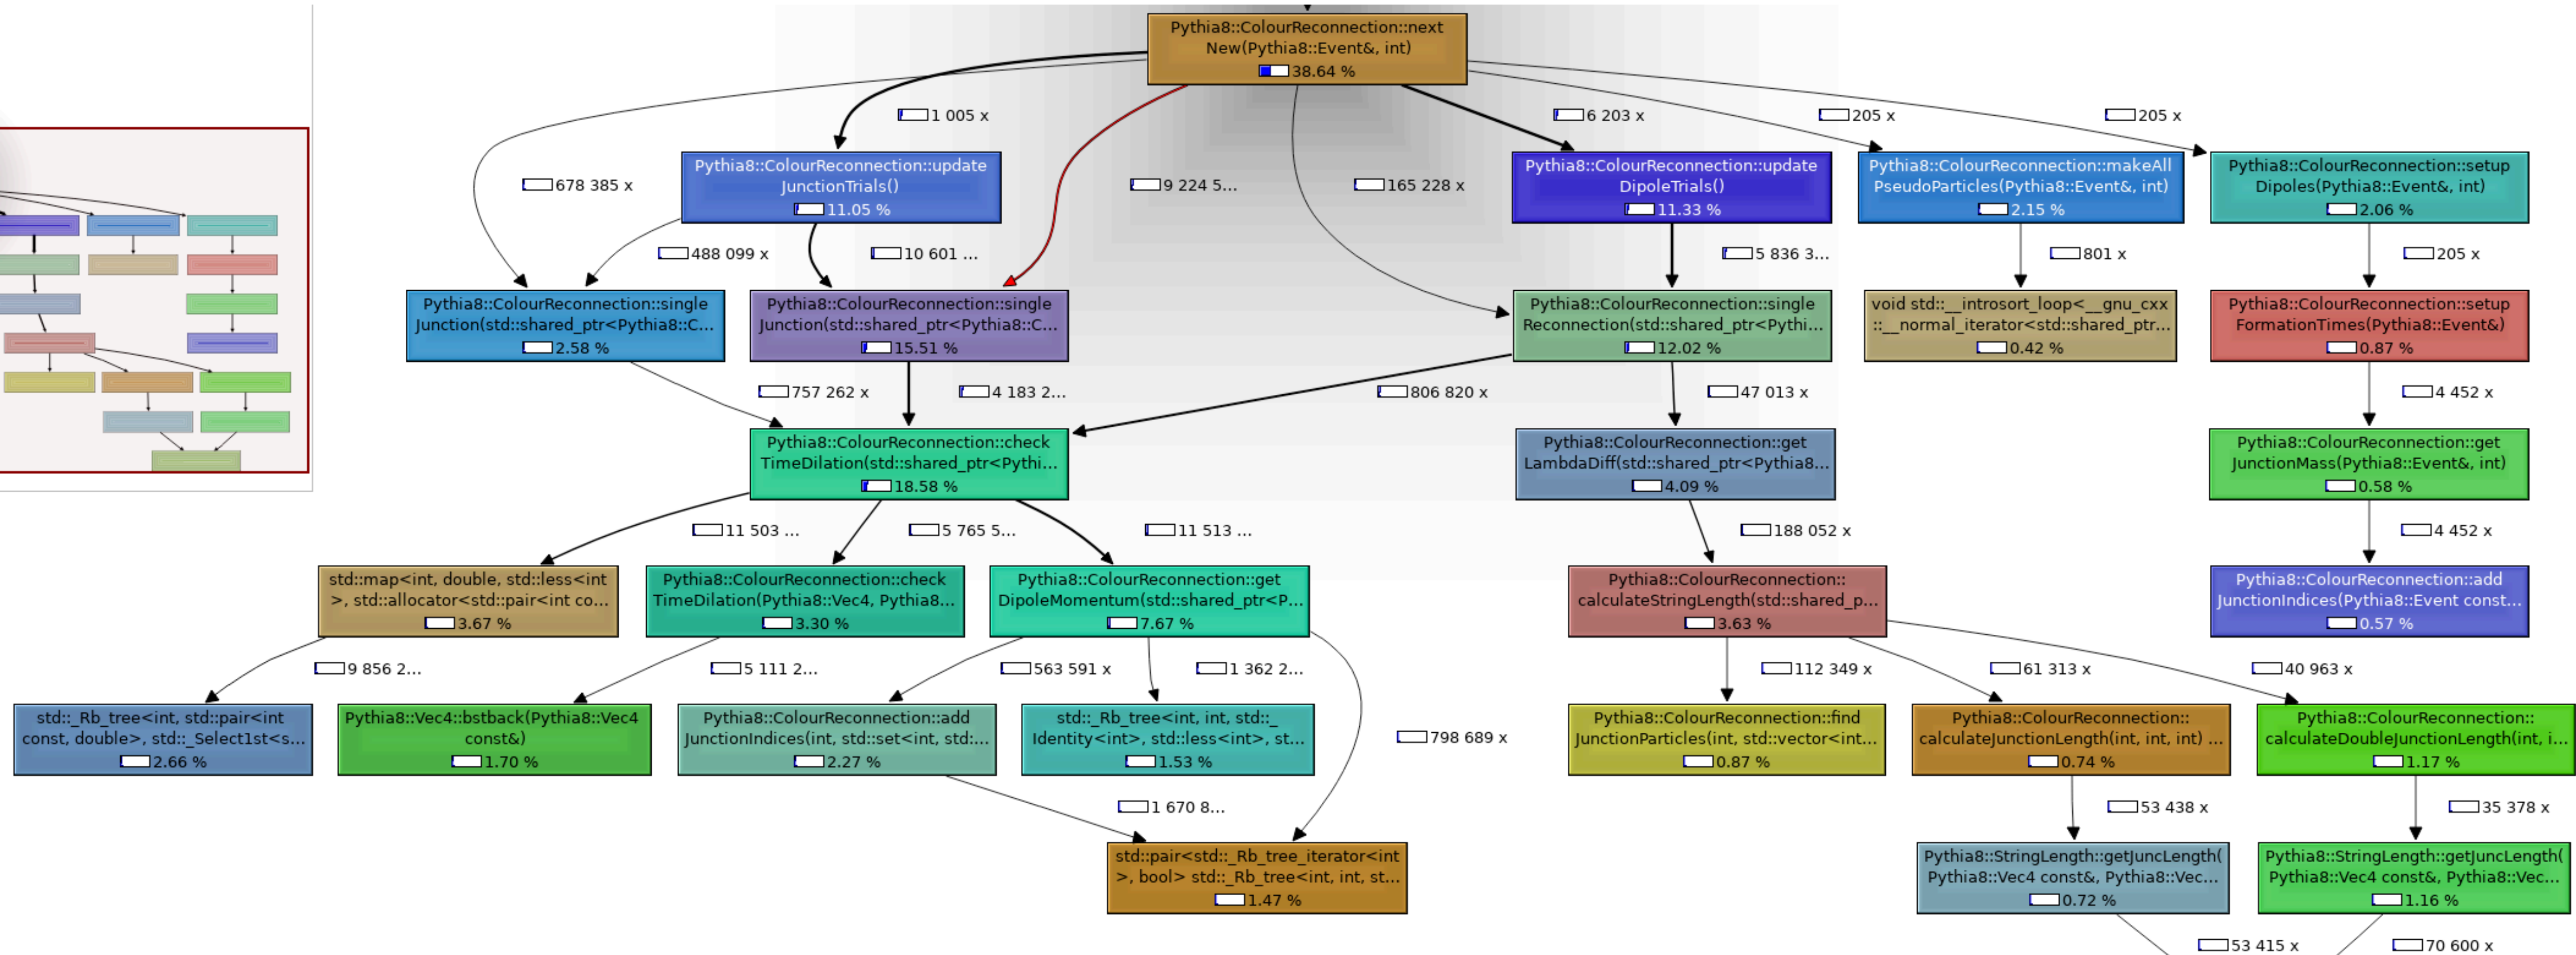 Pythia8::ColourReconnection::next
New(Pythia8::Event&, int)
38.64 %
1 005 x
6 203 x
205 x
205 x
678 385 x
Pythia8::ColourReconnection::update
JunctionTrials()
11.05 %
9 224 5...
165 228 x
Pythia8::ColourReconnection::update
DipoleTrials()
11.33 %
Pythia8::ColourReconnection::makeAll
PseudoParticles(Pythia8::Event&, int)
2.15 %
Pythia8::ColourReconnection::setup
Dipoles(Pythia8::Event&, int)
2.06 %
488 099 x
10 601 ...
5 836 3...
801 x
205 x
Pythia8::ColourReconnection::single
Junction(std::shared_ptr<Pythia8::C...
2.58 %
Pythia8::ColourReconnection::single
Junction(std::shared_ptr<Pythia8::C...
15.51 %
Pythia8::ColourReconnection::single
Reconnection(std::shared_ptr<Pythi...
12.02 %
void std::__introsort_loop<__gnu_cxx
::__normal_iterator<std::shared_ptr...
0.42 %
Pythia8::ColourReconnection::setup
FormationTimes(Pythia8::Event&)
0.87 %
757 262 x
4 183 2...
806 820 x
47 013 x
4 452 x
Pythia8::ColourReconnection::check
TimeDilation(std::shared_ptr<Pythi...
18.58 %
Pythia8::ColourReconnection::get
LambdaDiff(std::shared_ptr<Pythia8...
4.09 %
Pythia8::ColourReconnection::get
JunctionMass(Pythia8::Event&, int)
0.58 %
11 503 ...
5 765 5...
11 513 ...
188 052 x
4 452 x
std::map<int, double, std::less<int
>, std::allocator<std::pair<int co...
3.67 %
Pythia8::ColourReconnection::check
TimeDilation(Pythia8::Vec4, Pythia8...
3.30 %
Pythia8::ColourReconnection::get
DipoleMomentum(std::shared_ptr<P...
7.67 %
Pythia8::ColourReconnection::
calculateStringLength(std::shared_p...
3.63 %
Pythia8::ColourReconnection::add
JunctionIndices(Pythia8::Event const...
0.57 %
9 856 2...
5 111 2...
563 591 x
1 362 2...
112 349 x
61 313 x
40 963 x
std::_Rb_tree<int, std::pair<int
const, double>, std::_Select1st<s...
2.66 %
Pythia8::Vec4::bstback(Pythia8::Vec4
const&)
1.70 %
Pythia8::ColourReconnection::add
JunctionIndices(int, std::set<int, std:...
2.27 %
std::_Rb_tree<int, int, std::_
Identity<int>, std::less<int>, st...
1.53 %
798 689 x
Pythia8::ColourReconnection::find
JunctionParticles(int, std::vector<int...
0.87 %
Pythia8::ColourReconnection::
calculateJunctionLength(int, int, int) ...
0.74 %
Pythia8::ColourReconnection::
calculateDoubleJunctionLength(int, i...
1.17 %
1 670 8...
53 438 x
35 378 x
std::pair<std::_Rb_tree_iterator<int
>, bool> std::_Rb_tree<int, int, st...
1.47 %
Pythia8::StringLength::getJuncLength(
Pythia8::Vec4 const&, Pythia8::Vec...
0.72 %
Pythia8::StringLength::getJuncLength(
Pythia8::Vec4 const&, Pythia8::Vec...
1.16 %
53 415 x
70 600 x